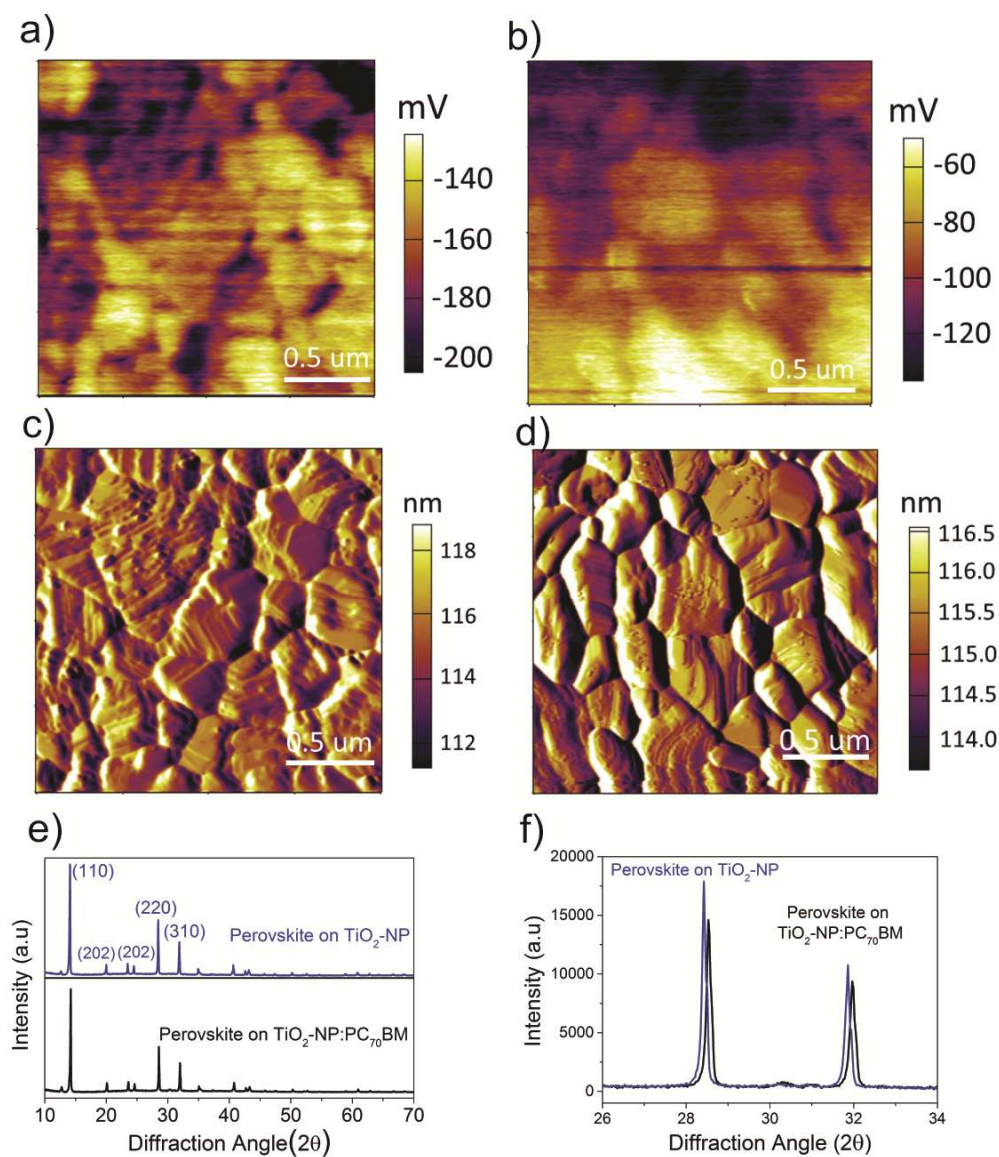 a)
mV
-140
-160
-180
-200
0.5 um
b)
mV
-60
-80
-100
-120
0.5 um
c)
nm
118
116
114
112
0.5 um
d)
nm
116.5
116.0
115.5
115.0
114.5
114.0
0.5 um
e)
Intensity (a.u)
(110)
(202)
(202)
(220)
(310)
Perovskite on TiO₂-NP
Perovskite on TiO₂-NP:PC₇₀BM
10 20 30 40 50 60 70
Diffraction Angle(2θ)
f)
Intensity (a.u)
20000
15000
10000
5000
0
Perovskite on TiO₂-NP
Perovskite on
TiO₂-NP:PC₇₀BM
26 28 30 32 34
Diffraction Angle (2θ)